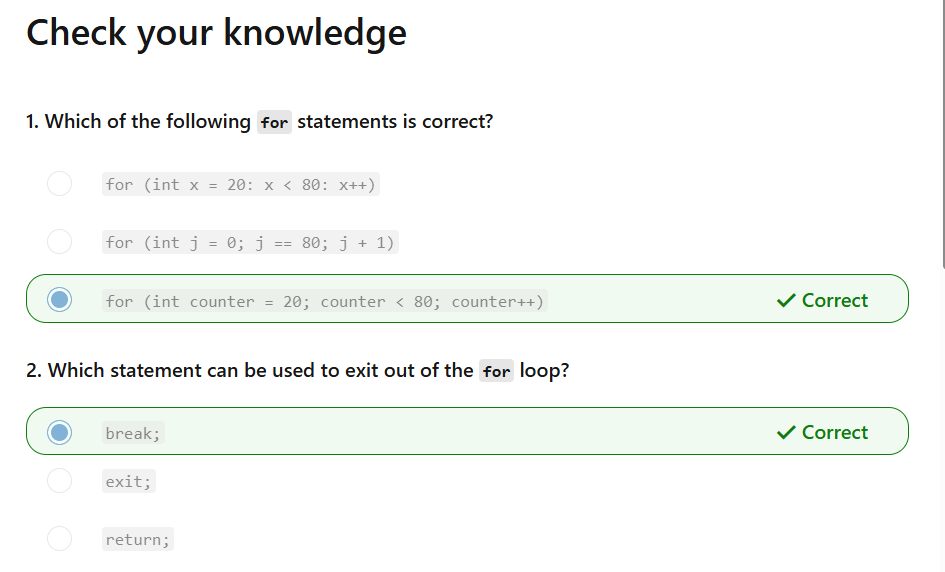 Check your knowledge
1. Which of the following for statements is correct?
for (int x = 20: x < 80: x++)
for (int j = 0; j == 80; j + 1)
for (int counter = 20; counter < 80; counter++)
Correct
2. Which statement can be used to exit out of the for loop?
break;
Correct
exit;
return;